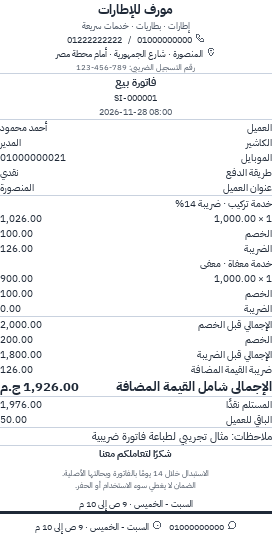 مورف للإطارات
إطارات · بطاريات · خدمات سريعة
01000000000 / 01222222222
المنصورة · شارع الجمهورية · أمام محطة مصر
رقم التسجيل الضريبي: 789-456-123
فاتورة بيع
SI-000001
2026-11-28 08:00
العميل أحمد محمود
الكاشير المدير
الموبايل 01000000021
طريقة الدفع نقدي
عنوان العميل المنصورة
خدمة تركيب · ضريبة 14%
1 × 1,000.00 1,026.00
الخصم 100.00
الضريبة 126.00
خدمة معفاة · معفى
1 × 1,000.00 900.00
الخصم 100.00
الضريبة 0.00
الإجمالي قبل الخصم 2,000.00
الخصم 200.00
الإجمالي قبل الضريبة 1,800.00
ضريبة القيمة المضافة 126.00
الإجمالي شامل القيمة المضافة 1,926.00 ج.م
المستلم نقدًا 1,976.00
الباقي للعميل 50.00
ملاحظات: مثال تجريبي لطباعة فاتورة ضريبية
شكرًا لتعاملكم معنا
الاستبدال خلال 14 يومًا بالفاتورة وبحالتها الأصلية.
الضمان لا يغطي سوء الاستخدام أو الحفر.
السبت - الخميس · 9 ص إلى 10 م
01000000000 السبت - الخميس · 9 ص إلى 10 م